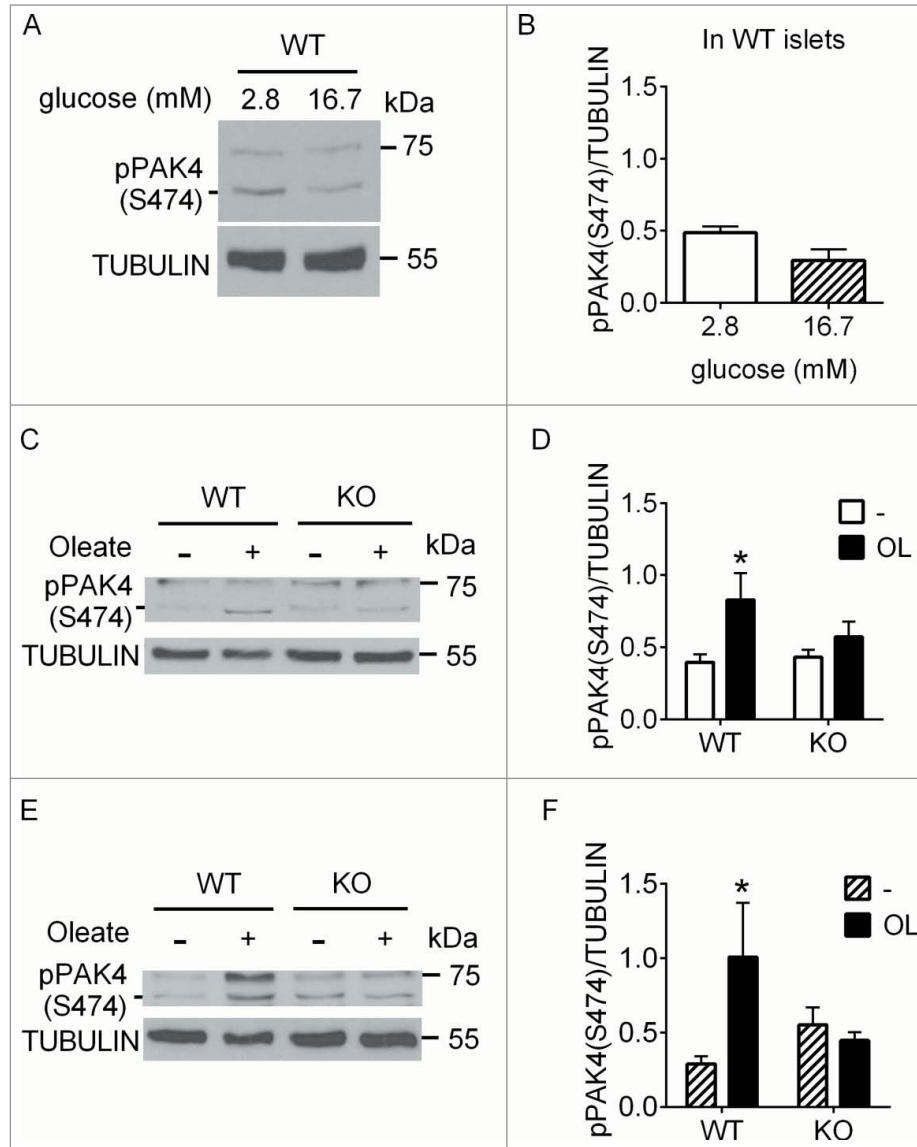 A
WT
glucose (mM) 2.8 16.7 kDa
75
pPAK4
(S474)
TUBULIN
55
B
In WT islets
pPAK4(S474)/TUBULIN
1.5
1.0
0.5
0.0
2.8 16.7
glucose (mM)
C
WT KO
Oleate - + - + kDa
pPAK4
(S474)
75
TUBULIN
55
D
pPAK4(S474)/TUBULIN
1.5
1.0
0.5
0.0
*
-
OL
WT KO
E
WT KO
Oleate - + - + kDa
pPAK4
(S474)
75
TUBULIN
55
F
pPAK4(S474)/TUBULIN
1.5
1.0
0.5
0.0
*
-
OL
WT KO